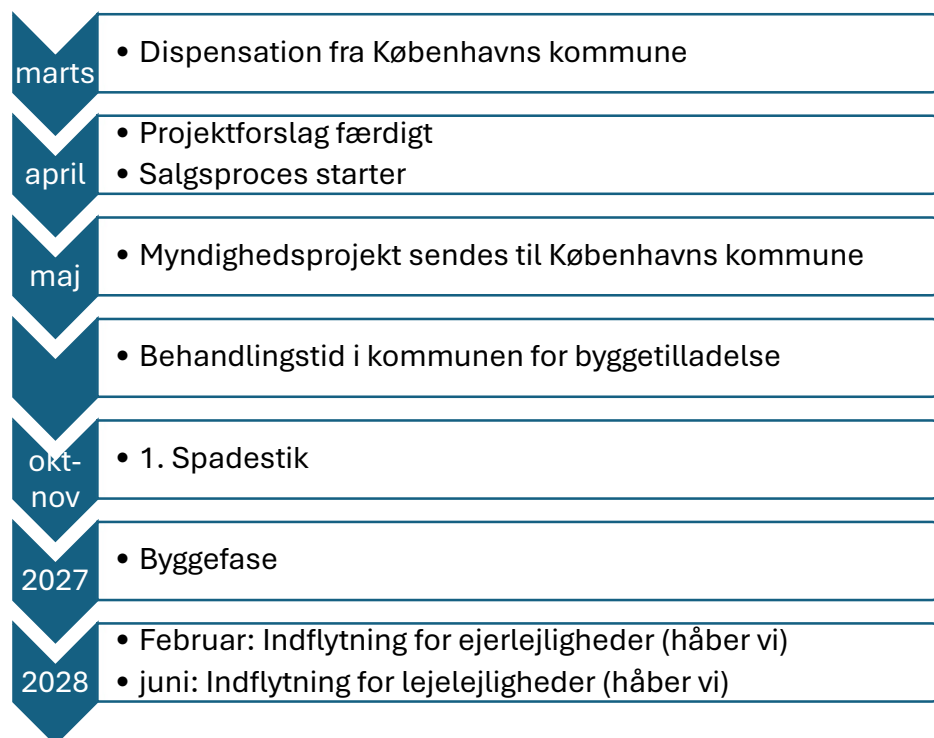 marts
• Dispensation fra Københavns kommune
april
• Projektforslag færdigt
• Salgsproces starter
maj
• Myndighedsprojekt sendes til Københavns kommune
• Behandlingstid i kommunen for byggetilladelse
okt-
nov
• 1. Spadestik
2027
• Byggefase
2028
• Februar: Indflytning for ejerlejligheder (håber vi)
• juni: Indflytning for lejelejligheder (håber vi)